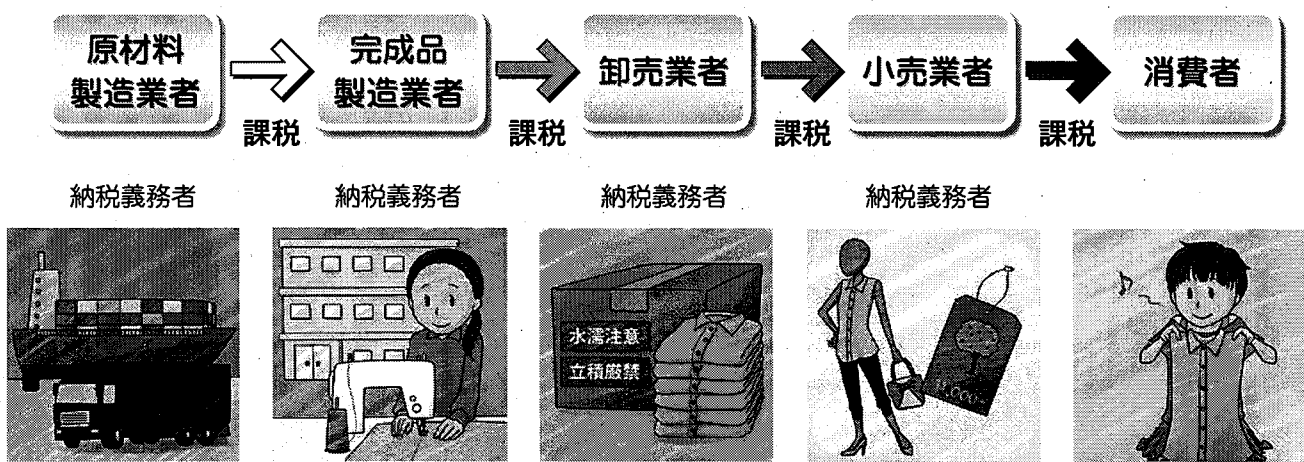 原材料
製造業者
完成品
製造業者
卸売業者
小売業者
消費者
課税
課税
課税
課税
納税義務者
納税義務者
納税義務者
納税義務者
水濡注意
立積厳禁